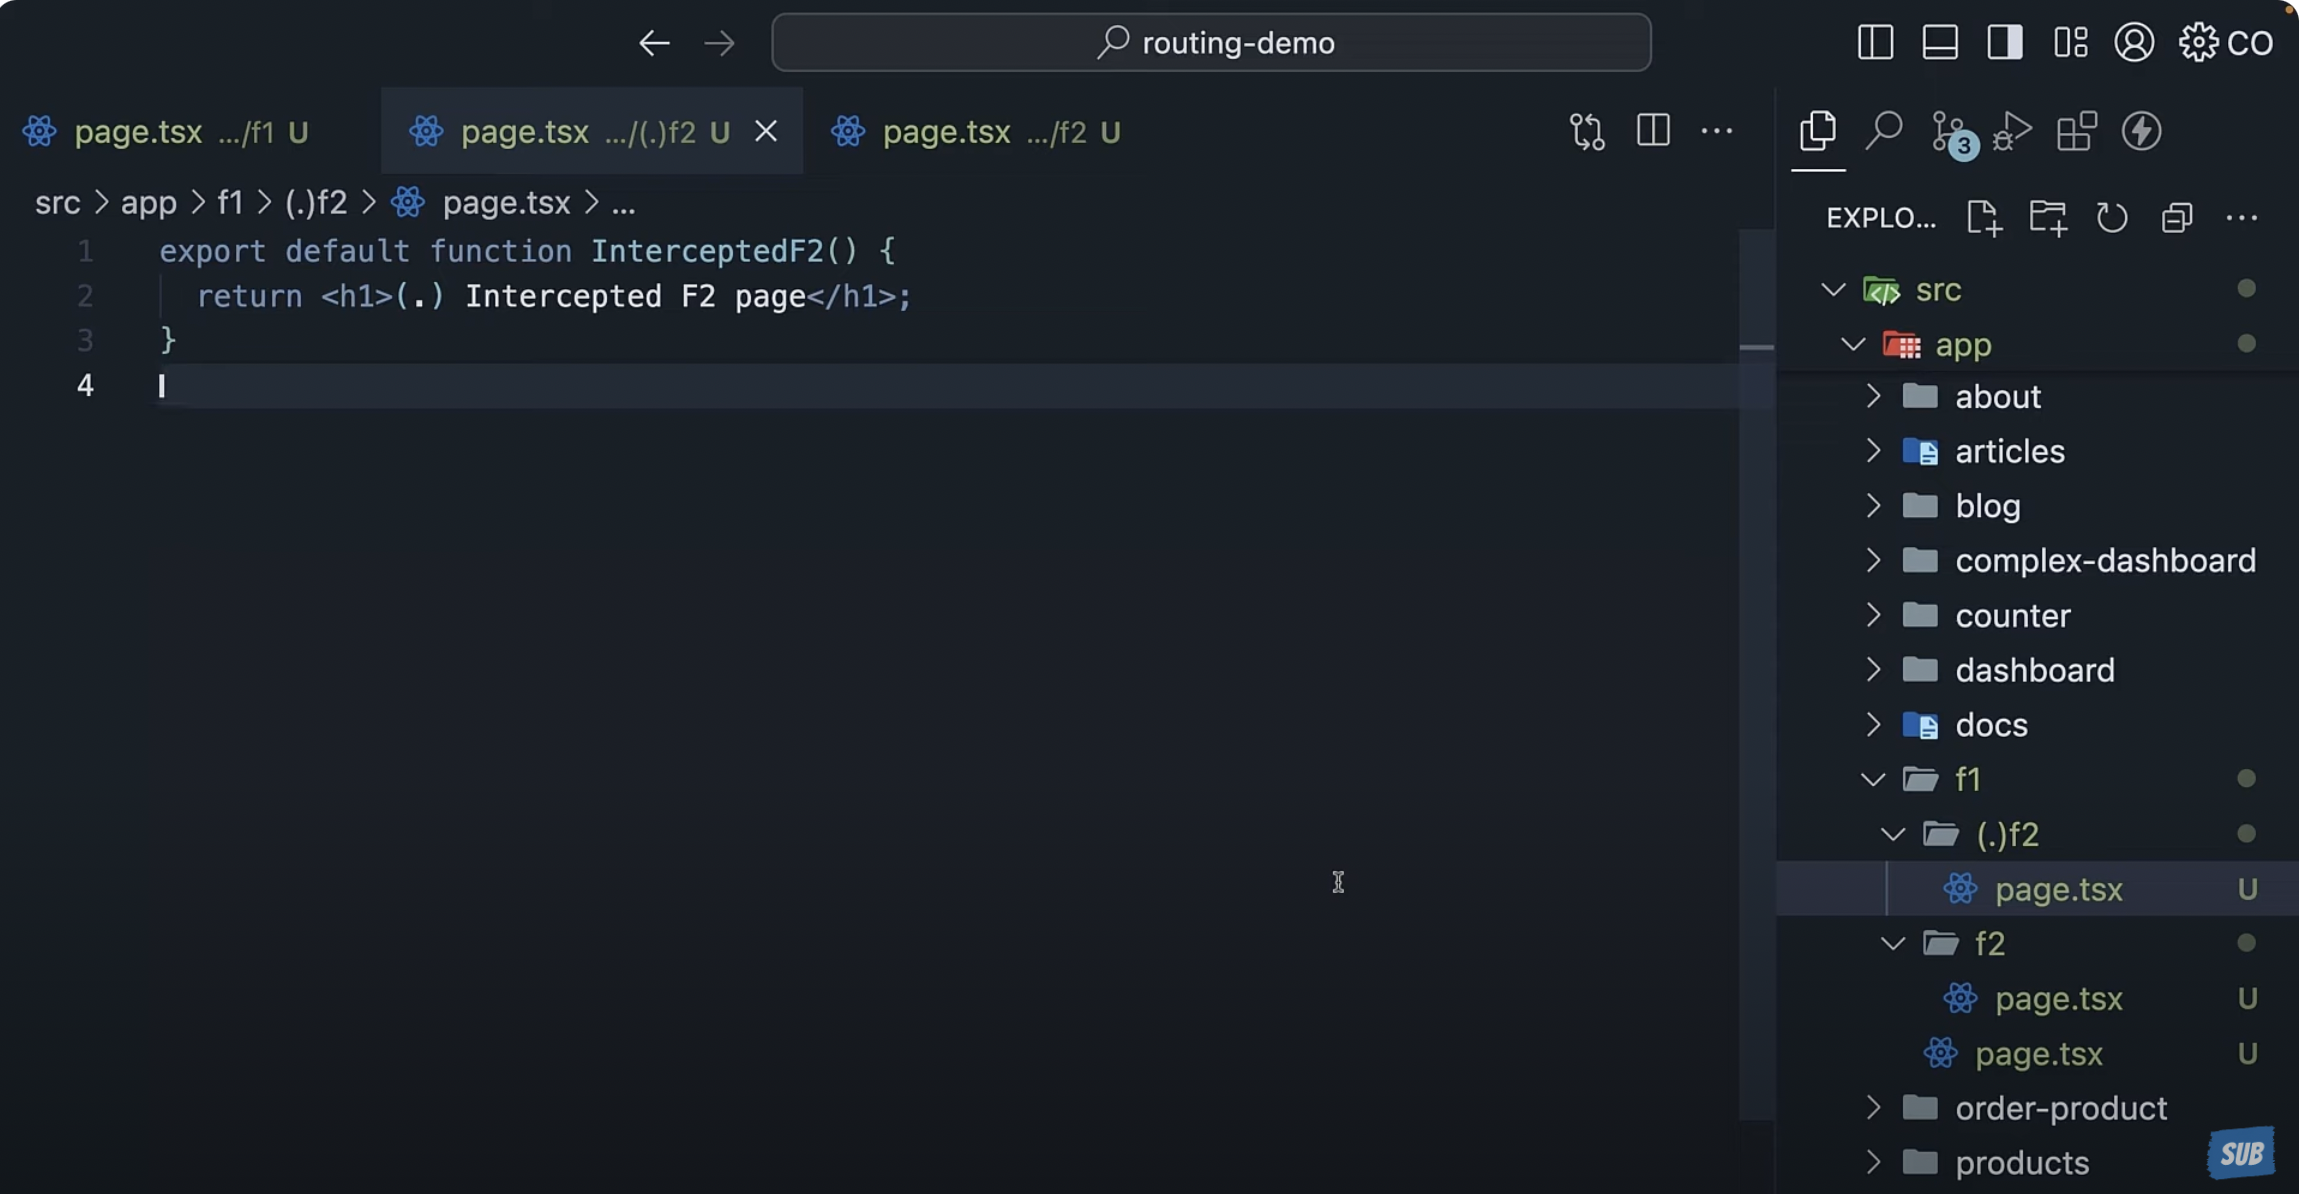 routing-demo
CO
page.tsx .../f1 U
page.tsx .../(.)f2 U
page.tsx .../f2 U
3
src > app > f1 > (.)f2 > page.tsx > ...
EXPLO...
1 export default function InterceptedF2() {
2 return <h1>(.) Intercepted F2 page</h1>;
3 }
4
src
app
about
articles
blog
complex-dashboard
counter
dashboard
docs
f1
(.)f2
page.tsx U
f2
page.tsx U
page.tsx U
order-product
products
SUB